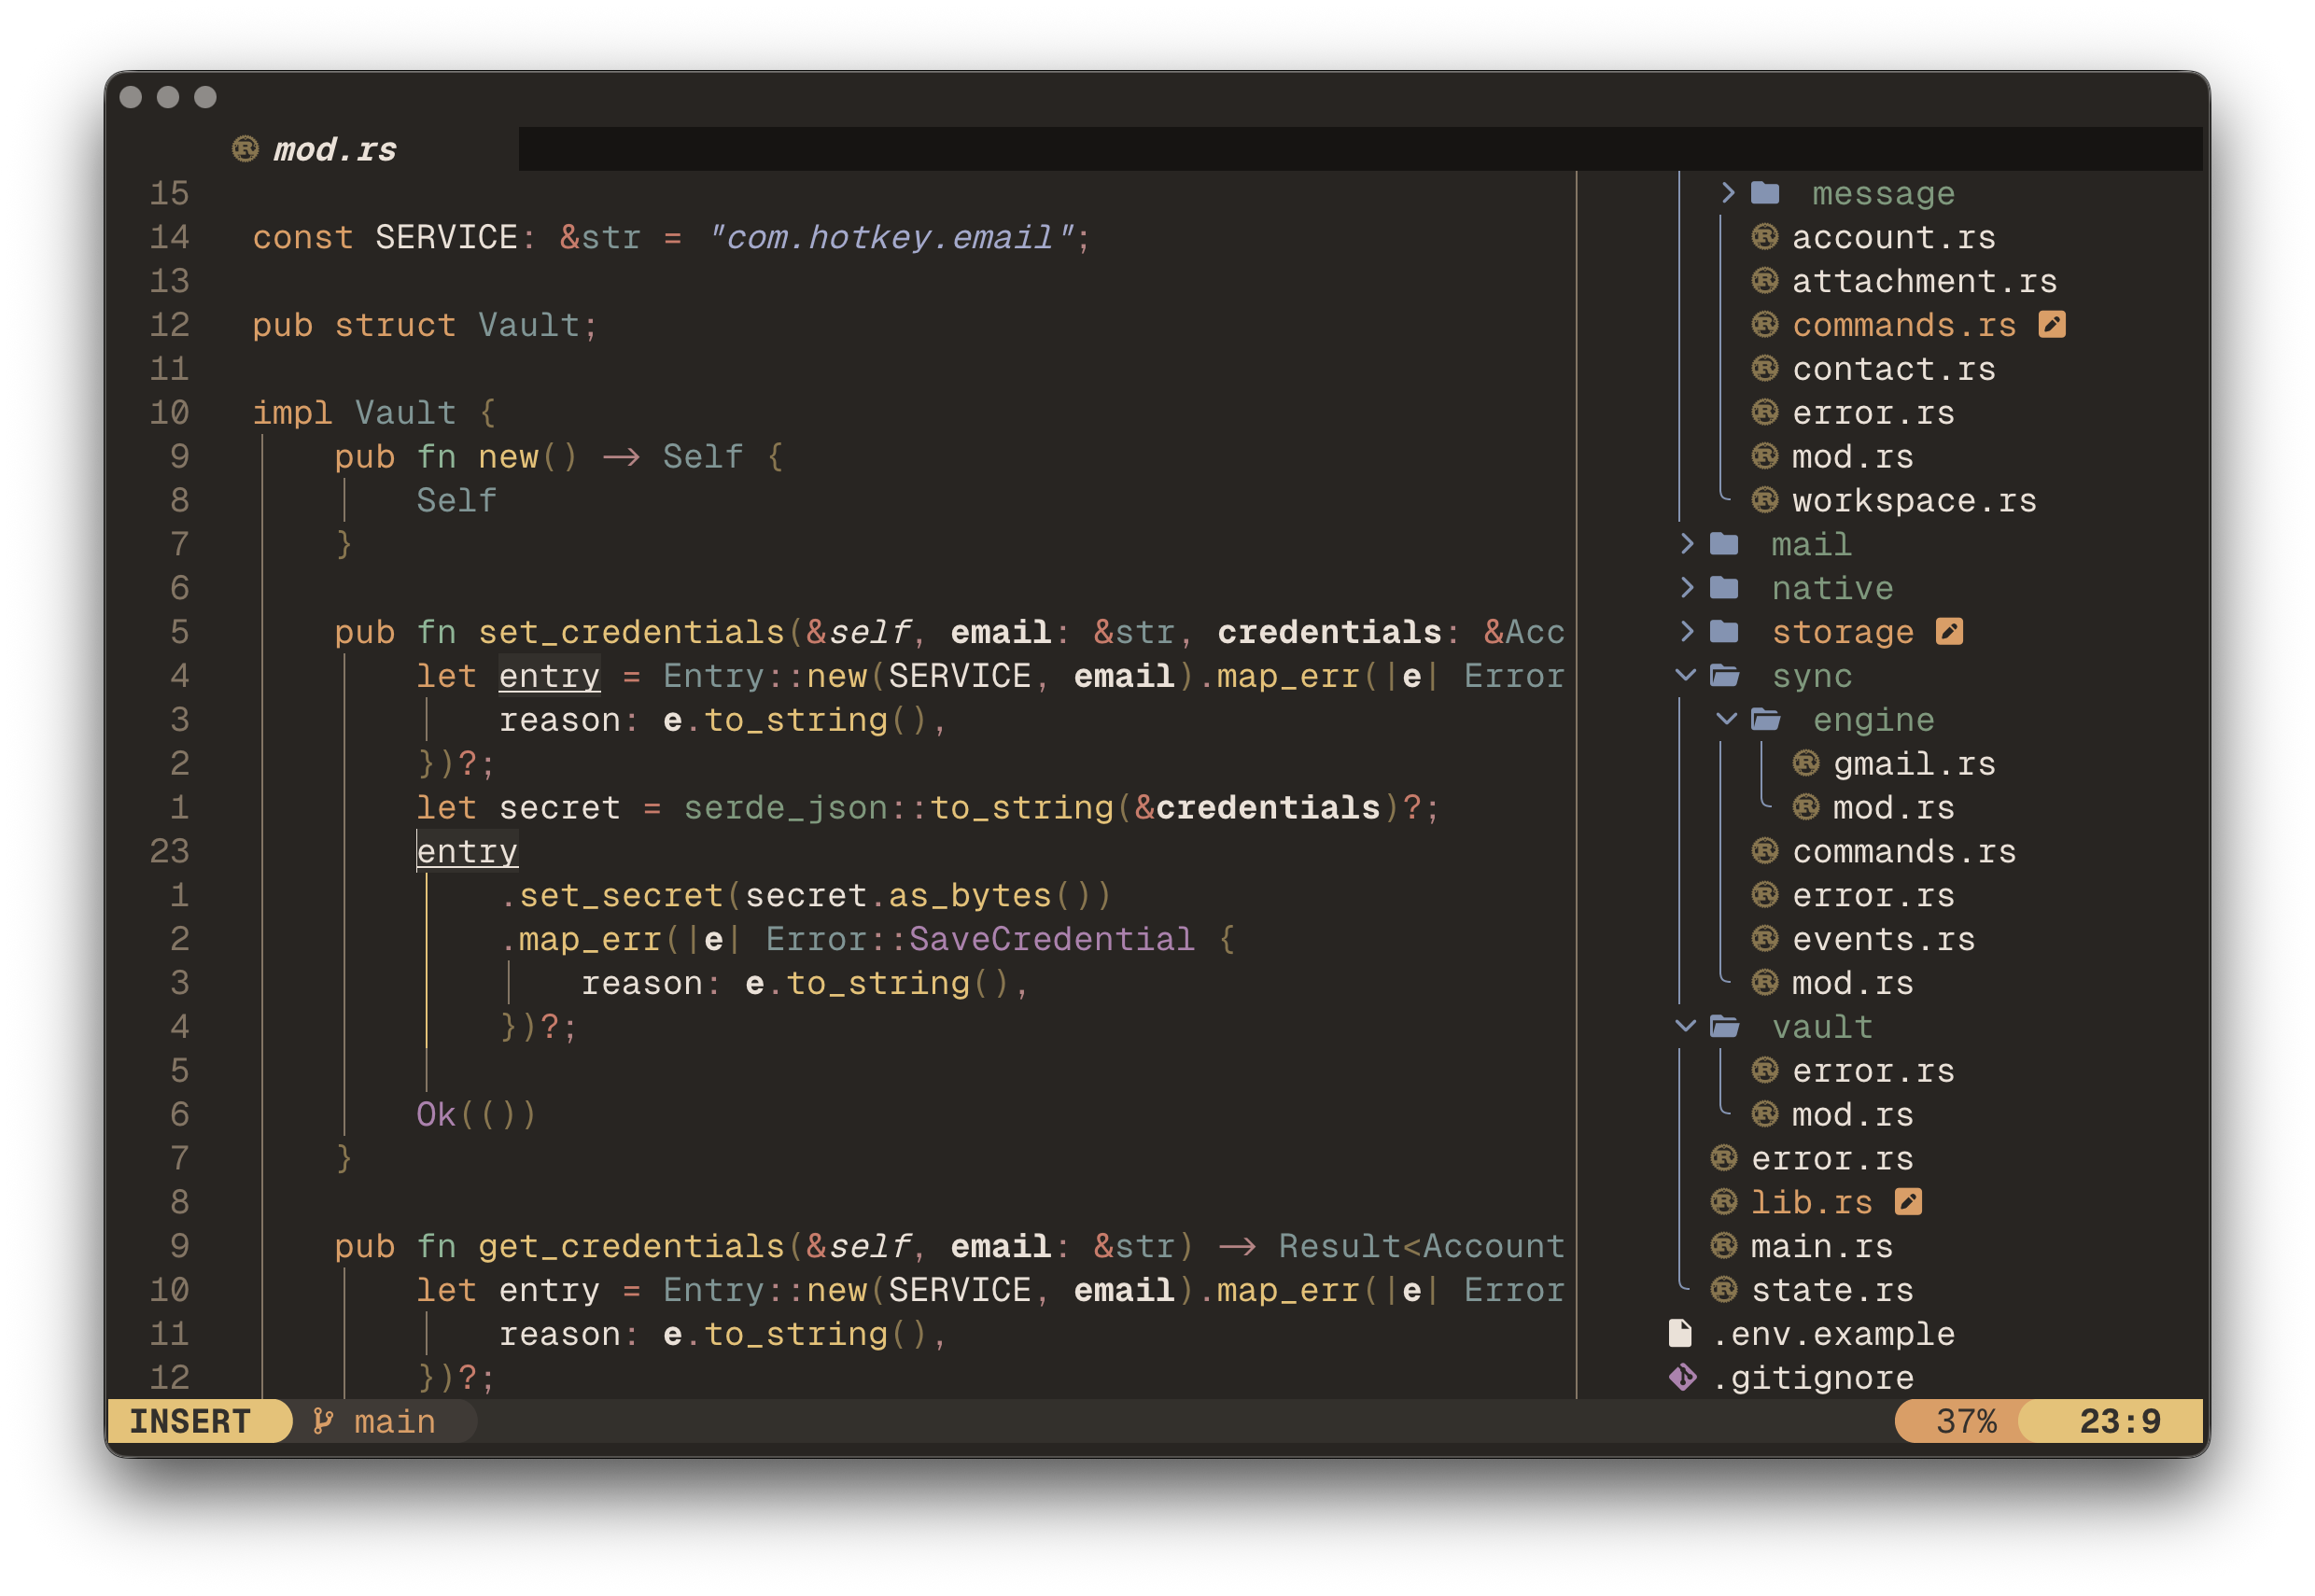 mod.rs
15
14 const SERVICE: &str = "com.hotkey.email";
13
12 pub struct Vault;
11
10 impl Vault {
9 pub fn new() -> Self {
8 Self
7 }
6
5 pub fn set_credentials(&self, email: &str, credentials: &Acc
4 let entry = Entry::new(SERVICE, email).map_err(|e| Error
3 reason: e.to_string(),
2 })?;
1 let secret = serde_json::to_string(&credentials)?;
23 entry
1 .set_secret(secret.as_bytes())
2 .map_err(|e| Error::SaveCredential {
3 reason: e.to_string(),
4 })?;
5
6 Ok(())
7 }
8
9 pub fn get_credentials(&self, email: &str) -> Result<Account
10 let entry = Entry::new(SERVICE, email).map_err(|e| Error
11 reason: e.to_string(),
12 })?;
message
account.rs
attachment.rs
commands.rs
contact.rs
error.rs
mod.rs
workspace.rs
mail
native
storage
sync
engine
gmail.rs
mod.rs
commands.rs
error.rs
events.rs
mod.rs
vault
error.rs
mod.rs
error.rs
lib.rs
main.rs
state.rs
.env.example
.gitignore
INSERT main 37% 23:9